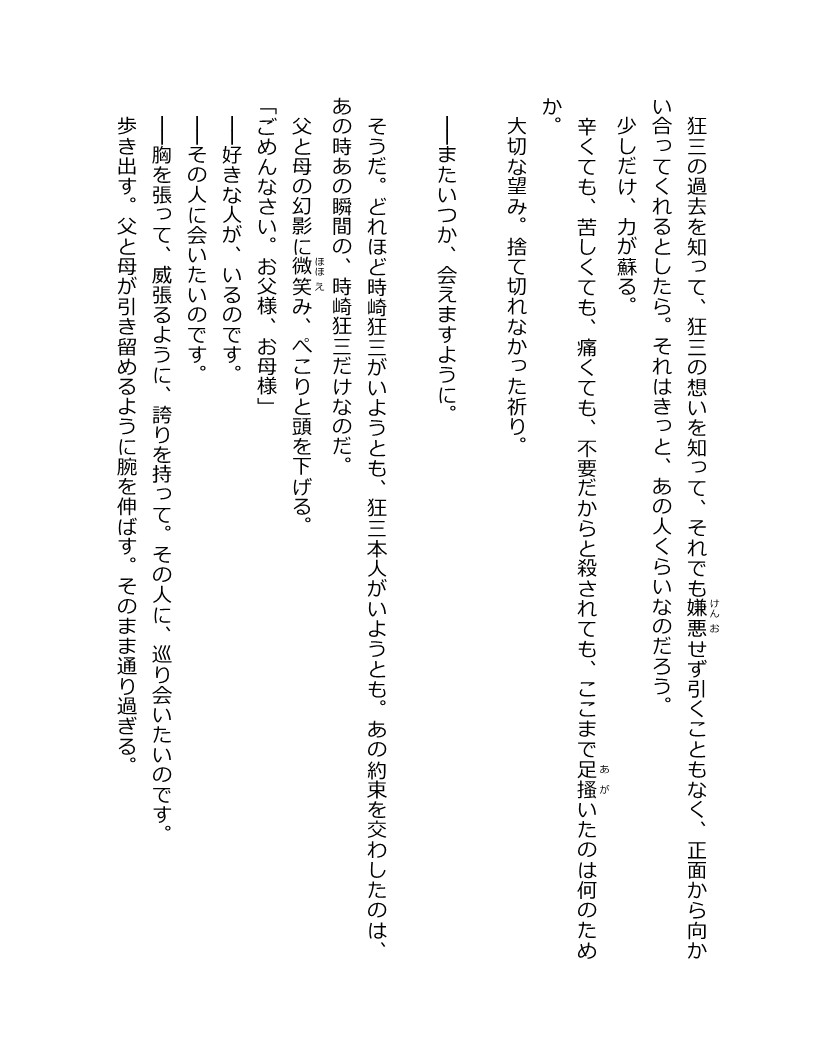 狂三の過去を知って、狂三の想いを知って、それでも嫌悪せず引くこともなく、正面から向か
い合ってくれるとしたら。それはきっと、あの人くらいなのだろう。
少しだけ、力が蘇る。
辛くても、苦しくても、痛くても、不要だからと殺されても、ここまで足掻いたのは何のため
か。
大切な望み。捨て切れなかった祈り。
――またいつか、会えますように。
そうだ。どれほど時崎狂三がいようとも、狂三本人がいようとも。あの約束を交わしたのは、
あの時あの瞬間の、時崎狂三だけなのだ。
父と母の幻影に微笑み、ぺこりと頭を下げる。
「ごめんなさい。お父様、お母様」
――好きな人が、いるのです。
――その人に会いたいのです。
――胸を張って、威張るように、誇りを持って。その人に、巡り会いたいのです。
歩き出す。父と母が引き留めるように腕を伸ばす。そのまま通り過ぎる。